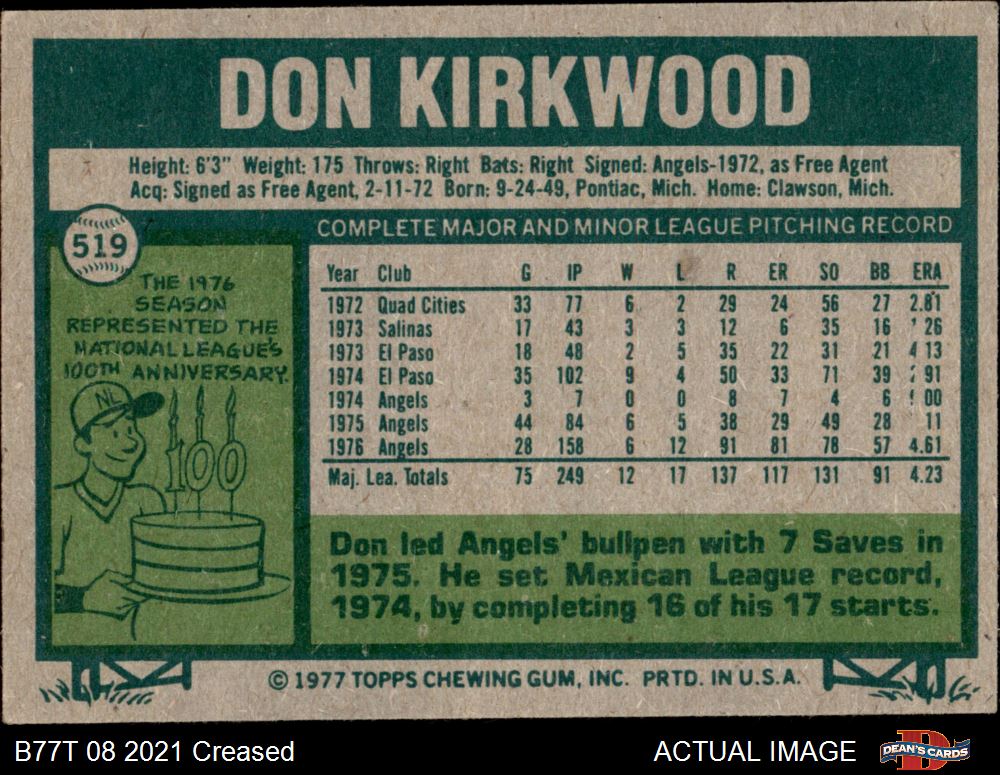 DON KIRKWOOD
Height: 6'3" Weight: 175 Throws: Right Bats: Right Signed: Angels-1972, as Free Agent
Acq: Signed as Free Agent, 2-11-72 Born: 9-24-49, Pontiac, Mich. Home: Clawson, Mich.
519
THE 1976
SEASON
REPRESENTED THE
NATIONAL LEAGUE'S
100TH ANNIVERSARY.
NL
100
COMPLETE MAJOR AND MINOR LEAGUE PITCHING RECORD
Year Club G IP W L R ER SO BB ERA
1972 Quad Cities 33 77 6 2 29 24 56 27 2.81
1973 Salinas 17 43 3 3 12 6 35 16 26
1973 El Paso 18 48 2 5 35 22 31 21 4 13
1974 El Paso 35 102 9 4 50 33 71 39 91
1974 Angels 3 7 0 0 8 7 4 6 00
1975 Angels 44 84 6 5 38 29 49 28 11
1976 Angels 28 158 6 12 91 81 78 57 4.61
Maj. Lea. Totals 75 249 12 17 137 117 131 91 4.23
Don led Angels' bullpen with 7 Saves in
1975. He set Mexican League record,
1974, by completing 16 of his 17 starts.
© 1977 TOPPS CHEWING GUM, INC. PRTD. IN U.S.A.
B77T 08 2021 Creased
ACTUAL IMAGE
D
DEAN'S CARDS